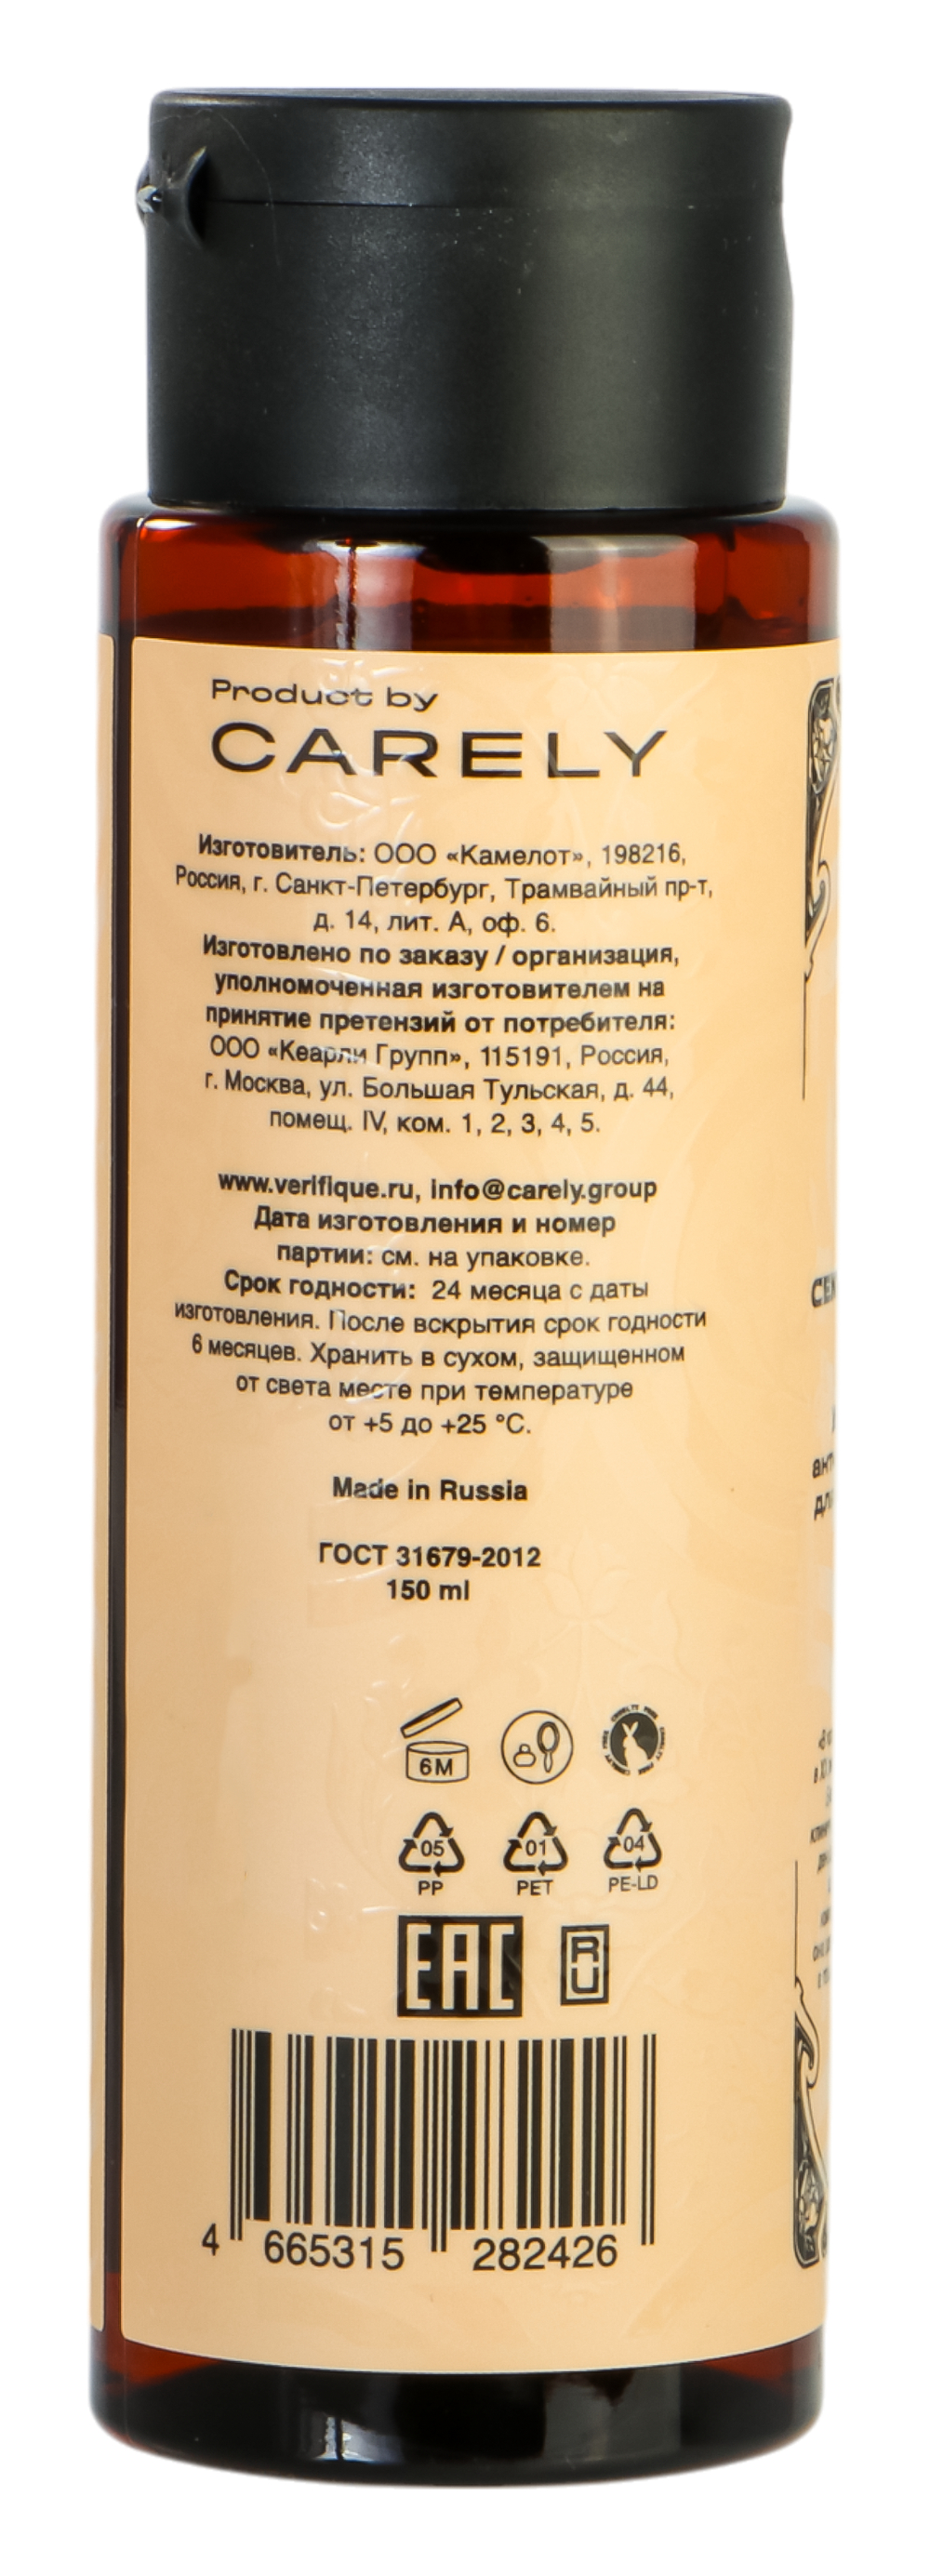 Product by
CARELY
Изготовитель: ООО «Камелот», 198216,
Россия, г. Санкт-Петербург, Трамвайный пр-т,
д. 14, лит. А, оф. 6.
Изготовлено по заказу / организация,
уполномоченная изготовителем на
принятие претензий от потребителя:
ООО «Кеарли Групп», 115191, Россия,
г. Москва, ул. Большая Тульская, д. 44,
помещ. IV, ком. 1, 2, 3, 4, 5.
www.verifique.ru, info@carely.group
Дата изготовления и номер
партии: см. на упаковке.
Срок годности: 24 месяца с даты
изготовления. После вскрытия срок годности
6 месяцев. Хранить в сухом, защищенном
от света месте при температуре
от +5 до +25 °C.
Made in Russia
ГОСТ 31679-2012
150 ml
6M
CRUELTY FREE
05 01 04
PP PET PE-LD
EAC RU
4 665315 282426